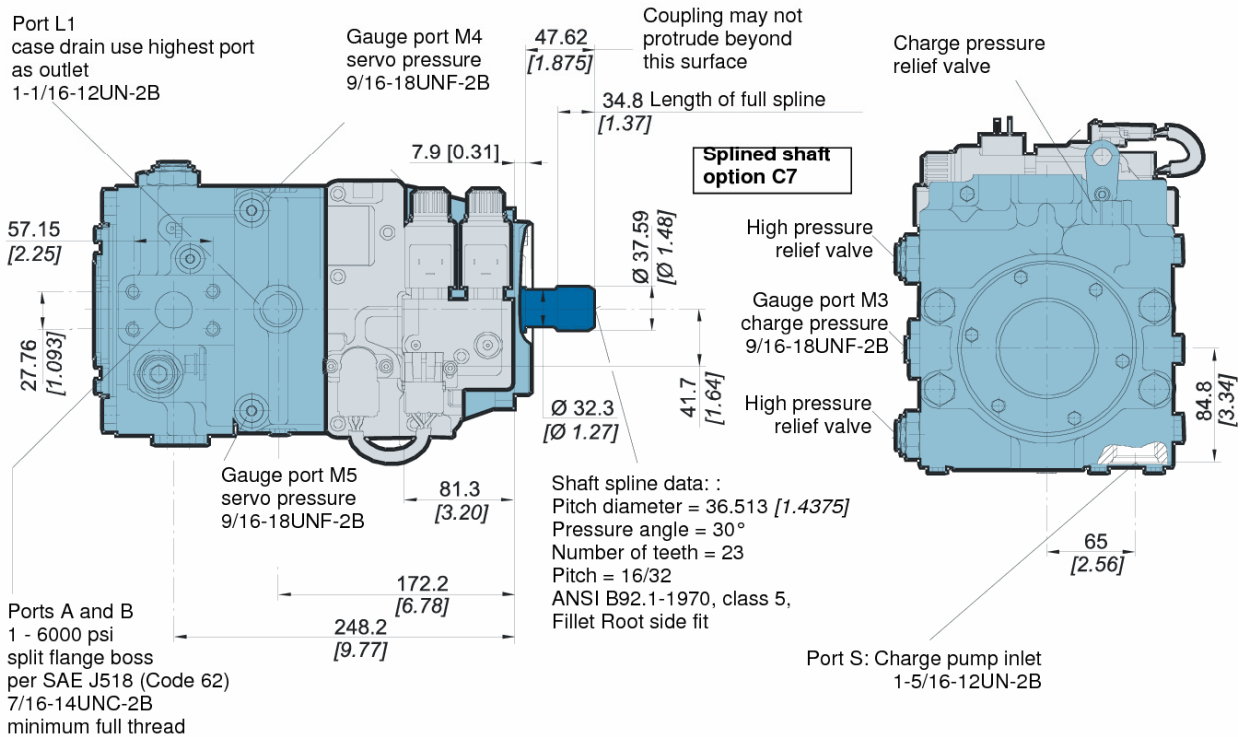 Port L1
case drain use highest port
as outlet
1-1/16-12UN-2B
Gauge port M4
servo pressure
9/16-18UNF-2B
47.62
[1.875]
Coupling may not
protrude beyond
this surface
34.8 Length of full spline
[1.37]
7.9 [0.31]
Splined shaft
option C7
Charge pressure
relief valve
57.15
[2.25]
27.76
[1.093]
Ø 37.59
[Ø 1.48]
41.7
[1.64]
Ø 32.3
[Ø 1.27]
High pressure
relief valve
Gauge port M3
charge pressure
9/16-18UNF-2B
High pressure
relief valve
84.8
[3.34]
Gauge port M5
servo pressure
9/16-18UNF-2B
81.3
[3.20]
Shaft spline data: :
Pitch diameter = 36.513 [1.4375]
Pressure angle = 30°
Number of teeth = 23
Pitch = 16/32
ANSI B92.1-1970, class 5,
Fillet Root side fit
65
[2.56]
172.2
[6.78]
248.2
[9.77]
Ports A and B
1 - 6000 psi
split flange boss
per SAE J518 (Code 62)
7/16-14UNC-2B
minimum full thread
Port S: Charge pump inlet
1-5/16-12UN-2B